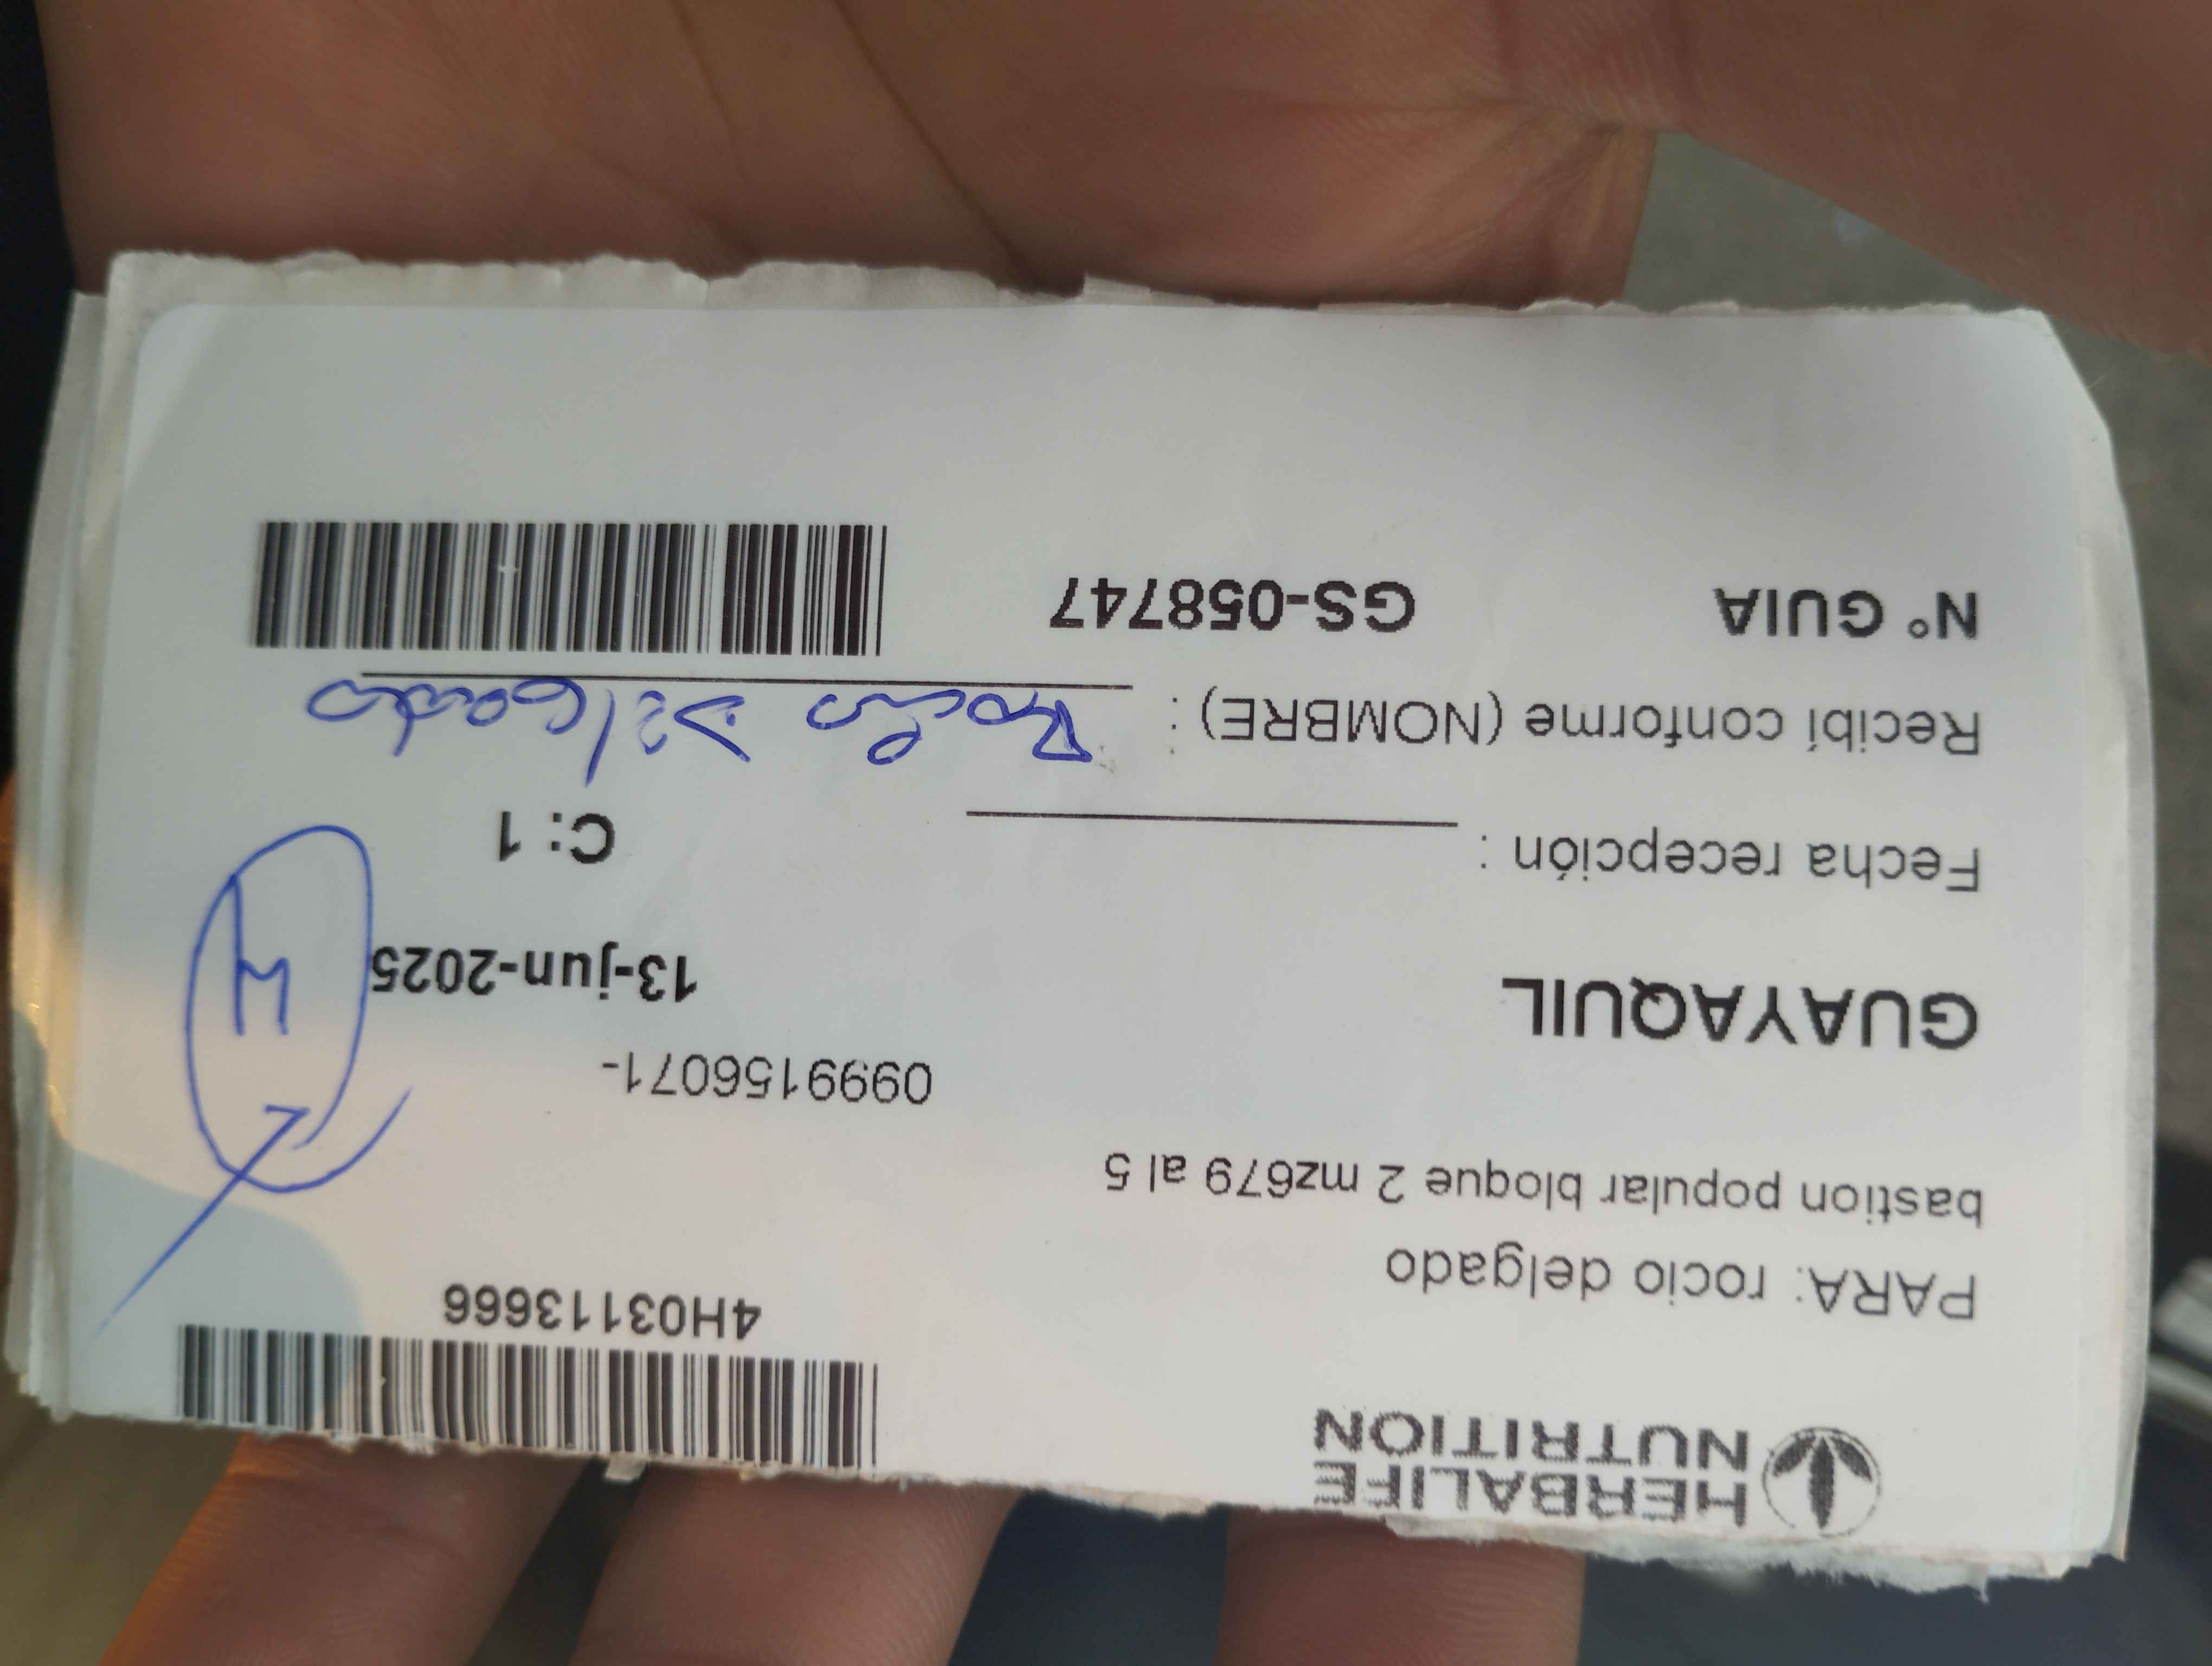 HERBALIFE
NUTRITION
4H03113666
PARA: rocio delgado
bastion popular bloque 2 mz679 al 5
0999156071-
GUAYAQUIL
13-jun-2025
Fecha recepción :
C: 1
Recibí conforme (NOMBRE) : Rocío Delgado
N° GUIA GS-058747